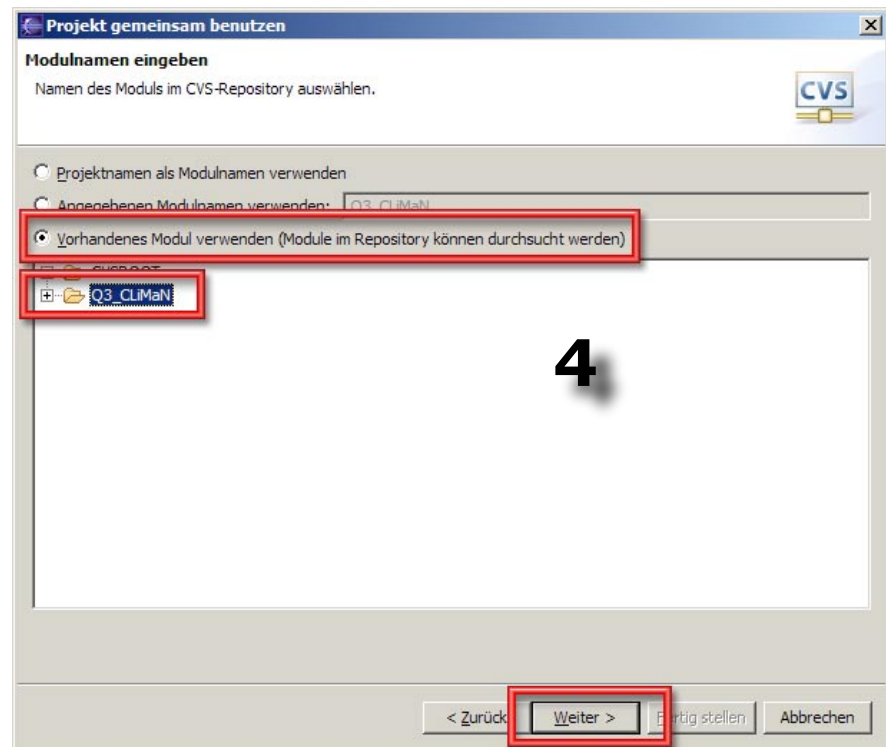 Projekt gemeinsam benutzen
Modulnamen eingeben
Namen des Moduls im CVS-Repository auswählen.
CVS
Projektnamen als Modulnamen verwenden
Angegebenen Modulnamen verwenden: Q3_CLiMaN
Vorhandenes Modul verwenden (Module im Repository können durchsucht werden)
CVSROOT
Q3_CLiMaN
4
< Zurück Weiter > Fertig stellen Abbrechen